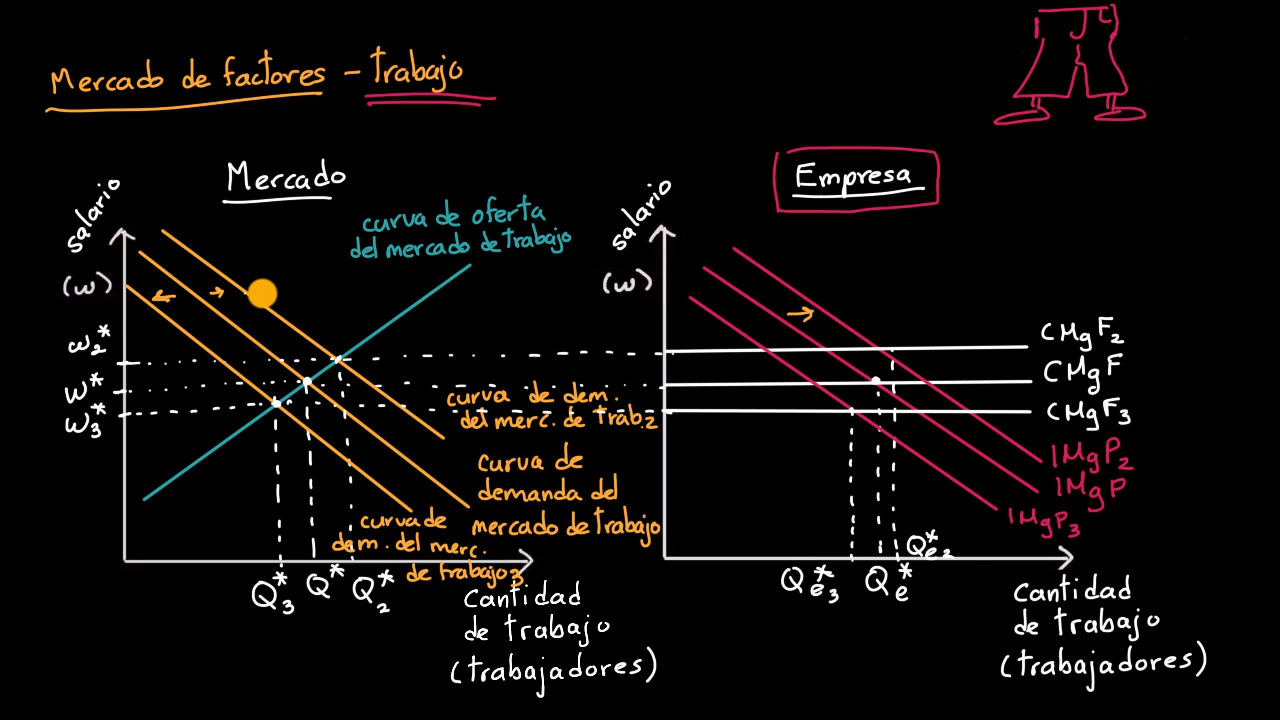 Mercado de factores - trabajo
Mercado
salario
(w)
curva de oferta
del mercado de trabajo
w₂*
w*
w₃*
curva de dem.
del merc. de trab.2
curva de
demanda del
mercado de trabajo
curva de
dem. del merc.
de trabajo3
Q₃*
Q*
Q₂*
cantidad
de trabajo
(trabajadores)
Empresa
salario
(w)
CMgF₂
CMgF
CMgF₃
IMgP₂
IMgP
IMgP₃
Qe₂*
Qe₃*
Qe*
cantidad
de trabajo
(trabajadores)